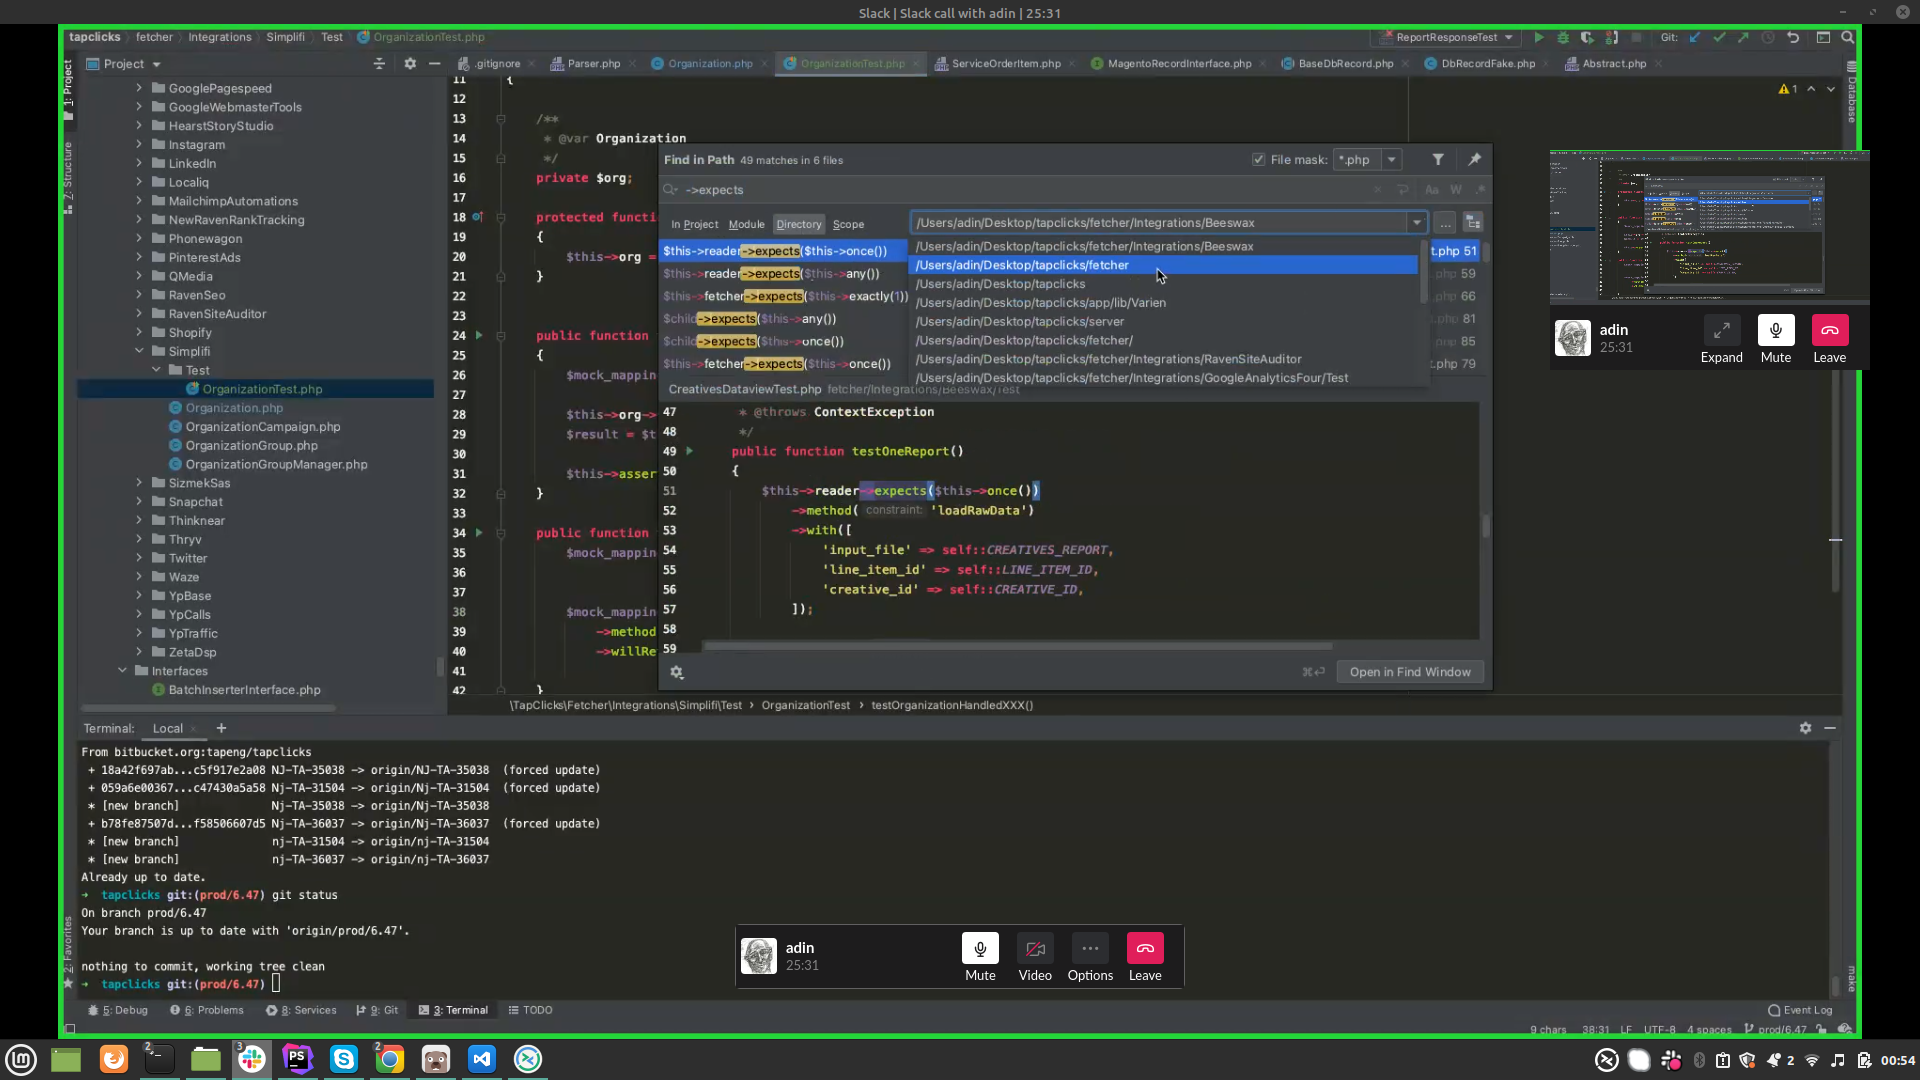 Slack | Slack call with adin | 25:31
tapclicks › fetcher › Integrations › Simplifi › Test › OrganizationTest.php
ReportResponseTest
Git:
1: Project
Project
.gitignore
Parser.php
Organization.php
OrganizationTest.php
ServiceOrderItem.php
MagentoRecordInterface.php
BaseDbRecord.php
DbRecordFake.php
Abstract.php
Database
7: Structure
GooglePagespeed
GoogleWebmasterTools
HearstStoryStudio
Instagram
LinkedIn
Localiq
MailchimpAutomations
NewRavenRankTracking
Phonewagon
PinterestAds
QMedia
RavenSeo
RavenSiteAuditor
Shopify
Simplifi
Test
OrganizationTest.php
Organization.php
OrganizationCampaign.php
OrganizationGroup.php
OrganizationGroupManager.php
SizmekSas
Snapchat
Thinknear
Thryv
Twitter
Waze
YpBase
YpCalls
YpTraffic
ZetaDsp
Interfaces
BatchInserterInterface.php
1
11 {
12
13 /**
14 * @var Organization
15 */
16 private $org;
17
18 protected functi
19 {
20 $this->org =
21 }
22
23
24 public function
25 {
26 $mock_mappin
27
28 $this->org->
29 $result = $t
30
31 $this->asser
32 }
33
34 public function
35 $mock_mappin
36
37
38 $mock_mappin
39 ->method
40 ->willRe
41
42 }
Find in Path 49 matches in 6 files
File mask: *.php
->expects
Aa W .*
In Project Module Directory Scope
/Users/adin/Desktop/tapclicks/fetcher/Integrations/Beeswax
...
$this->reader->expects($this->once())
t.php 51
$this->reader->expects($this->any())
.php 59
$this->fetcher->expects($this->exactly(1))
.php 66
$child->expects($this->any())
.php 81
$child->expects($this->once())
.php 85
$this->fetcher->expects($this->once())
.php 79
/Users/adin/Desktop/tapclicks/fetcher/Integrations/Beeswax
/Users/adin/Desktop/tapclicks/fetcher
/Users/adin/Desktop/tapclicks
/Users/adin/Desktop/tapclicks/app/lib/Varien
/Users/adin/Desktop/tapclicks/server
/Users/adin/Desktop/tapclicks/fetcher/
/Users/adin/Desktop/tapclicks/fetcher/Integrations/RavenSiteAuditor
/Users/adin/Desktop/tapclicks/fetcher/Integrations/GoogleAnalyticsFour/Test
CreativesDataviewTest.php fetcher/Integrations/Beeswax/Test
47 * @throws ContextException
48 */
49 public function testOneReport()
50 {
51 $this->reader->expects($this->once())
52 ->method( constraint: 'loadRawData')
53 ->with([
54 'input_file' => self::CREATIVES_REPORT,
55 'line_item_id' => self::LINE_ITEM_ID,
56 'creative_id' => self::CREATIVE_ID,
57 ]);
58
59
Open in Find Window
\TapClicks\Fetcher\Integrations\Simplifi\Test › OrganizationTest › testOrganizationHandledXXX()
adin
25:31
Expand
Mute
Leave
Terminal: Local +
From bitbucket.org:tapeng/tapclicks
+ 18a42f697ab...c5f917e2a08 NJ-TA-35038 -> origin/NJ-TA-35038 (forced update)
+ 059a6e00367...c47430a5a58 Nj-TA-31504 -> origin/Nj-TA-31504 (forced update)
* [new branch] Nj-TA-35038 -> origin/Nj-TA-35038
+ b78fe87507d...f58506607d5 Nj-TA-36037 -> origin/Nj-TA-36037 (forced update)
* [new branch] nj-TA-31504 -> origin/nj-TA-31504
* [new branch] nj-TA-36037 -> origin/nj-TA-36037
Already up to date.
➜ tapclicks git:(prod/6.47) git status
On branch prod/6.47
Your branch is up to date with 'origin/prod/6.47'.
nothing to commit, working tree clean
➜ tapclicks git:(prod/6.47)
2: Favorites
make
adin
25:31
Mute
Video
Options
Leave
5: Debug
6: Problems
8: Services
9: Git
3: Terminal
TODO
Event Log
9 chars 38:31 LF UTF-8 4 spaces prod/6.47
2
3
PS
2
2
00:54